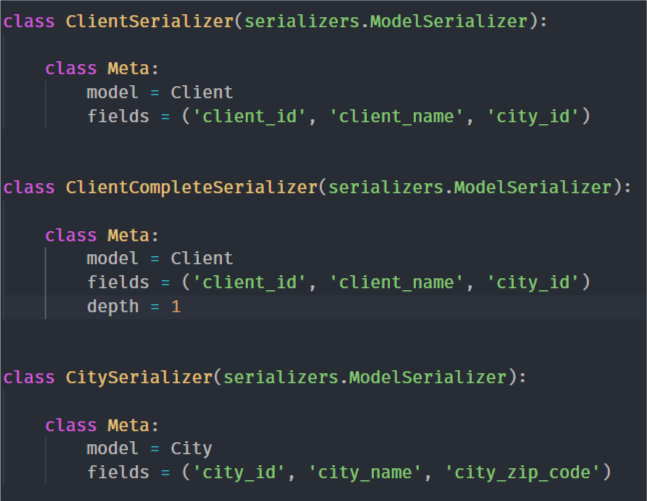 class ClientSerializer(serializers.ModelSerializer):
class Meta:
model = Client
fields = ('client_id', 'client_name', 'city_id')
class ClientCompleteSerializer(serializers.ModelSerializer):
class Meta:
model = Client
fields = ('client_id', 'client_name', 'city_id')
depth = 1
class CitySerializer(serializers.ModelSerializer):
class Meta:
model = City
fields = ('city_id', 'city_name', 'city_zip_code')